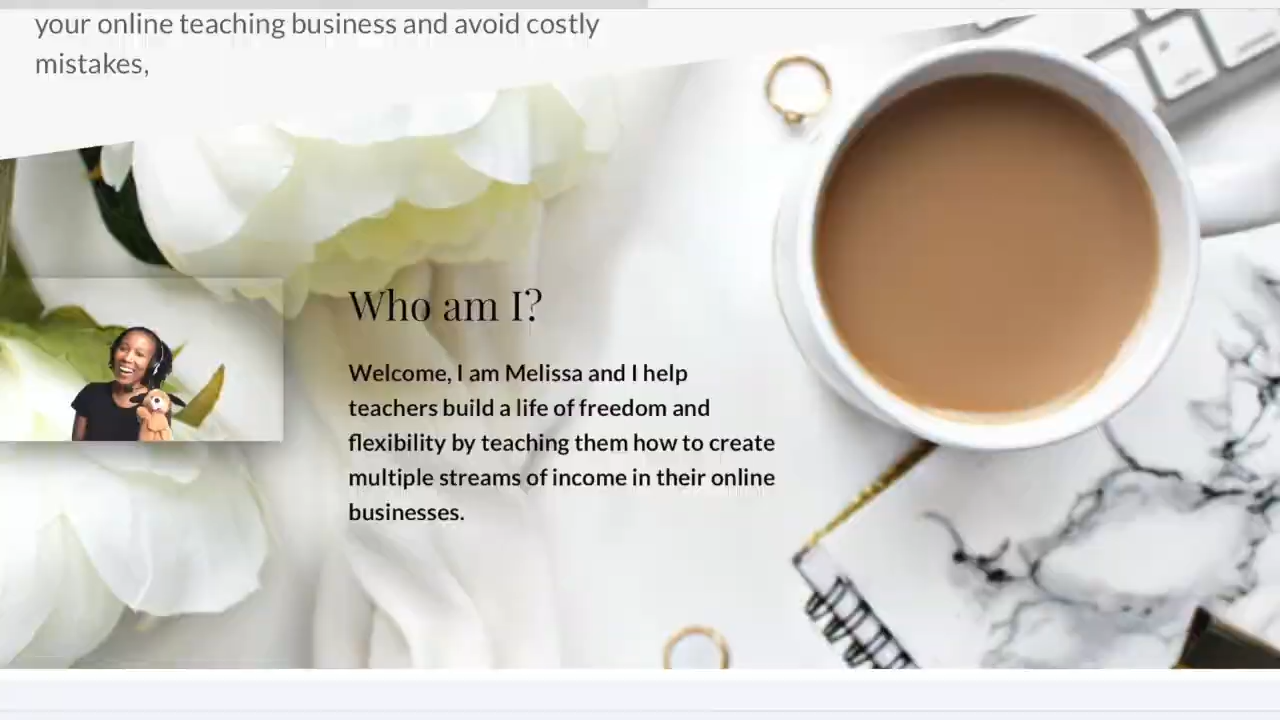 your online teaching business and avoid costly
mistakes,
Who am I?
Welcome, I am Melissa and I help
teachers build a life of freedom and
flexibility by teaching them how to create
multiple streams of income in their online
businesses.